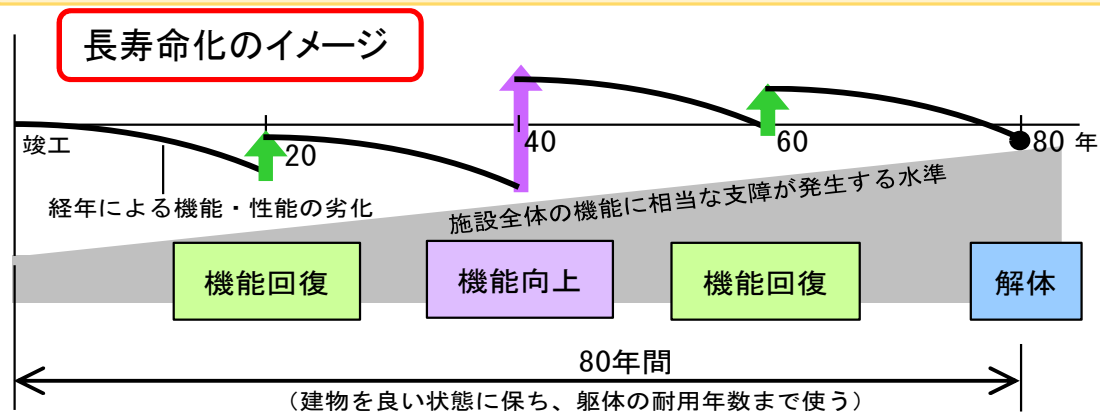 長寿命化のイメージ
竣工
20
40
60
80 年
経年による機能・性能の劣化
施設全体の機能に相当な支障が発生する水準
機能回復
機能向上
機能回復
解体
80年間
（建物を良い状態に保ち、躯体の耐用年数まで使う）